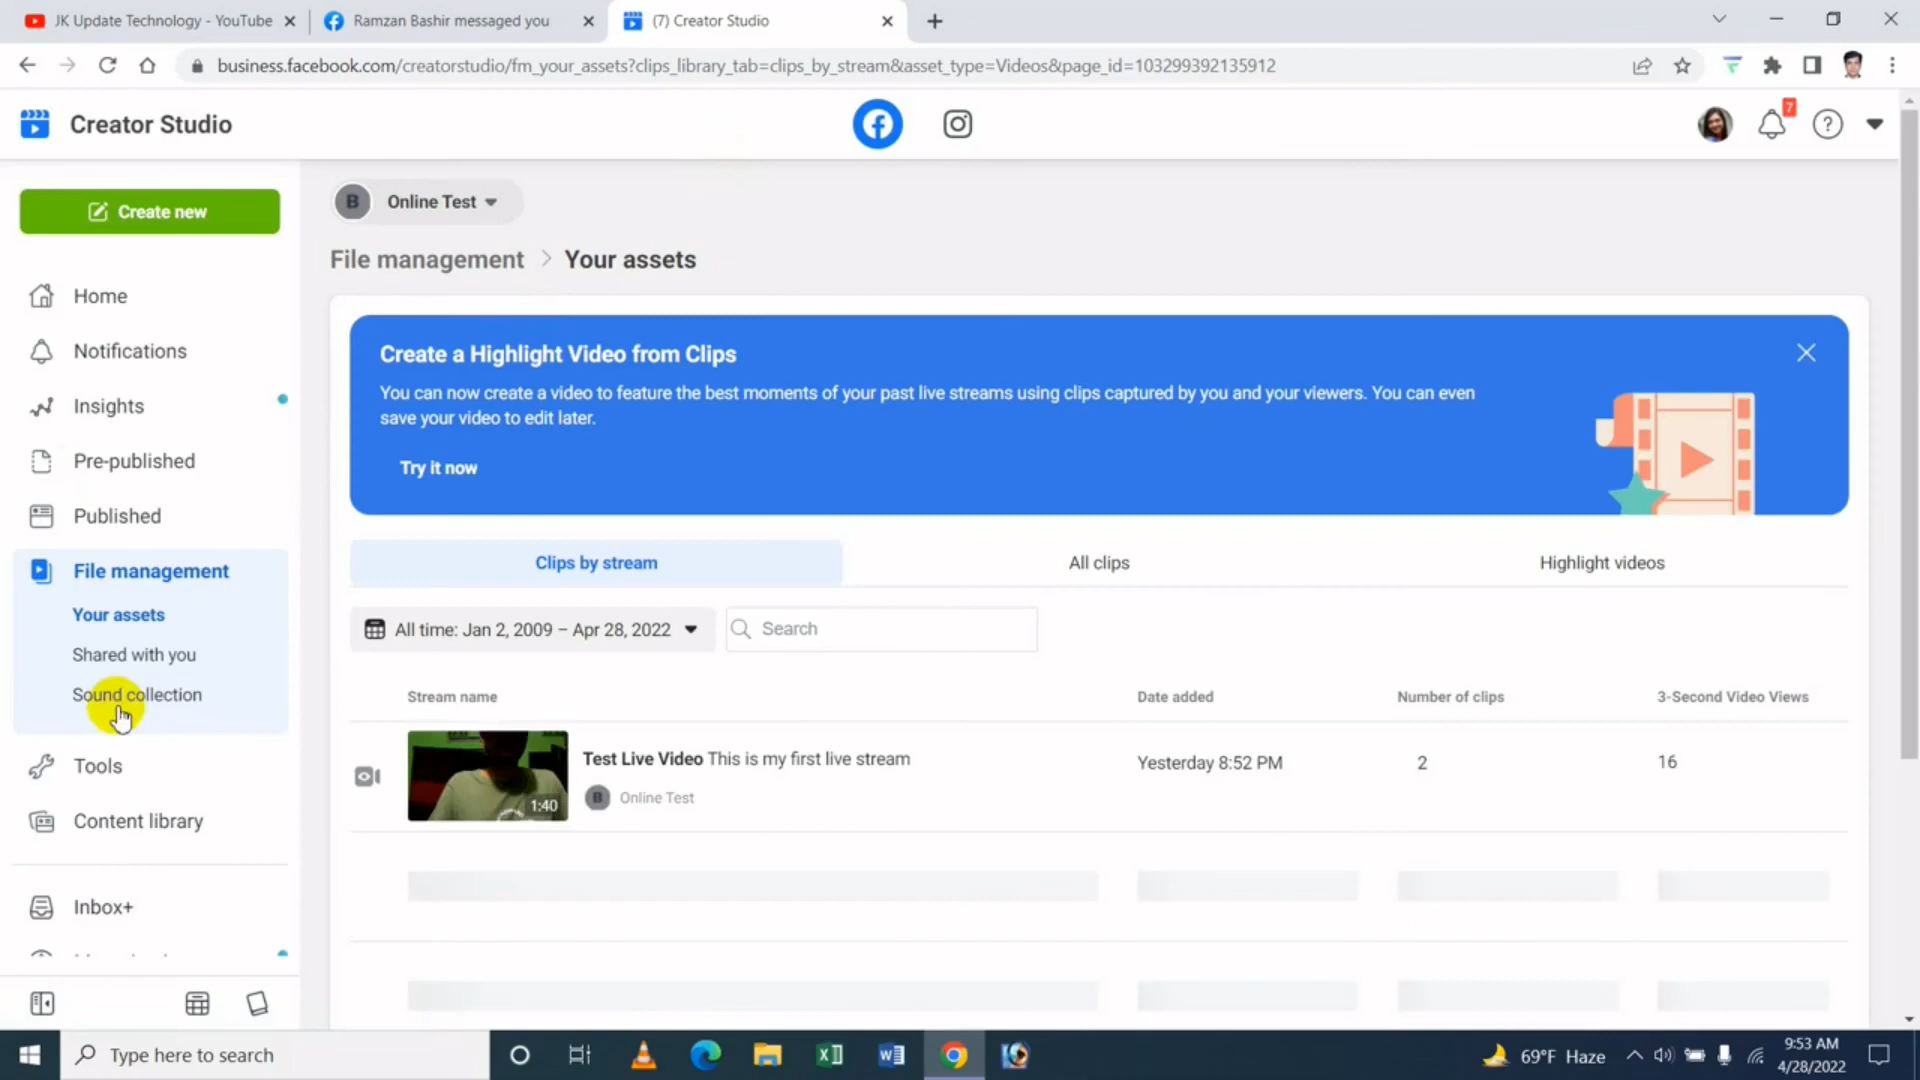 JK Update Technology - YouTube
Ramzan Bashir messaged you
(7) Creator Studio
business.facebook.com/creatorstudio/fm_your_assets?clips_library_tab=clips_by_stream&asset_type=Videos&page_id=103299392135912
Creator Studio
7
Create new
B Online Test
File management > Your assets
Home
Notifications
Insights
Pre-published
Published
File management
Your assets
Shared with you
Sound collection
Tools
Content library
Inbox+
Create a Highlight Video from Clips
You can now create a video to feature the best moments of your past live streams using clips captured by you and your viewers. You can even
save your video to edit later.
Try it now
Clips by stream
All clips
Highlight videos
All time: Jan 2, 2009 – Apr 28, 2022
Search
Stream name
Date added
Number of clips
3-Second Video Views
1:40
Test Live Video This is my first live stream
B Online Test
Yesterday 8:52 PM
2
16
Type here to search
69°F Haze
9:53 AM
4/28/2022